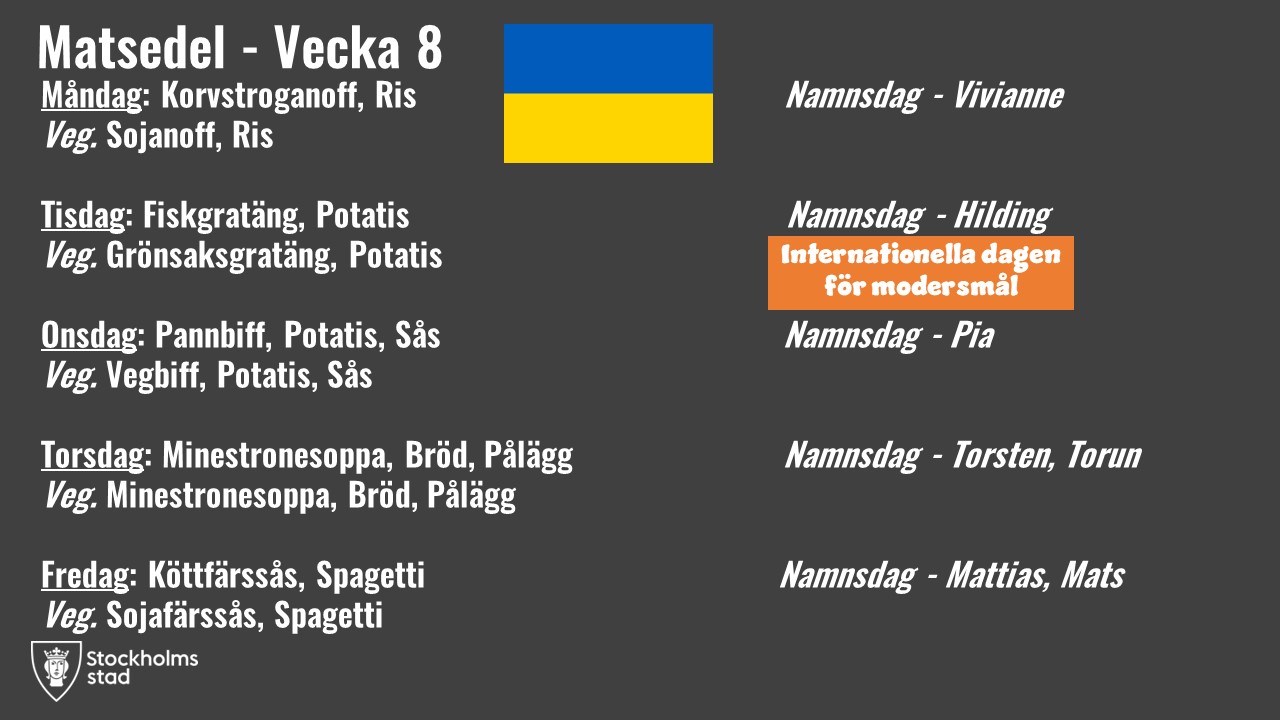 Matsedel - Vecka 8
Måndag: Korvstroganoff, Ris
Namnsdag - Vivianne
Veg. Sojanoff, Ris
Tisdag: Fiskgratäng, Potatis
Namnsdag - Hilding
Veg. Grönsaksgratäng, Potatis
Internationella dagen
för modersmål
Onsdag: Pannbiff, Potatis, Sås
Namnsdag - Pia
Veg. Vegbiff, Potatis, Sås
Torsdag: Minestronesoppa, Bröd, Pålägg
Namnsdag - Torsten, Torun
Veg. Minestronesoppa, Bröd, Pålägg
Fredag: Köttfärssås, Spagetti
Namnsdag - Mattias, Mats
Veg. Sojafärssås, Spagetti
Stockholms
stad